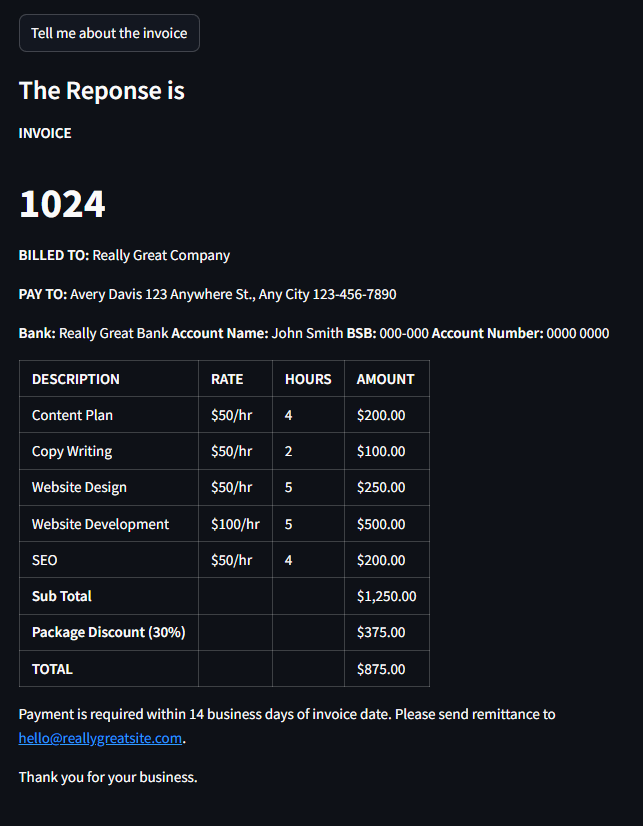 Tell me about the invoice
The Reponse is
INVOICE
1024
BILLED TO: Really Great Company
PAY TO: Avery Davis 123 Anywhere St., Any City 123-456-7890
Bank: Really Great Bank Account Name: John Smith BSB: 000-000 Account Number: 0000 0000
DESCRIPTION RATE HOURS AMOUNT
Content Plan $50/hr 4 $200.00
Copy Writing $50/hr 2 $100.00
Website Design $50/hr 5 $250.00
Website Development $100/hr 5 $500.00
SEO $50/hr 4 $200.00
Sub Total $1,250.00
Package Discount (30%) $375.00
TOTAL $875.00
Payment is required within 14 business days of invoice date. Please send remittance to
hello@reallygreatsite.com.
Thank you for your business.